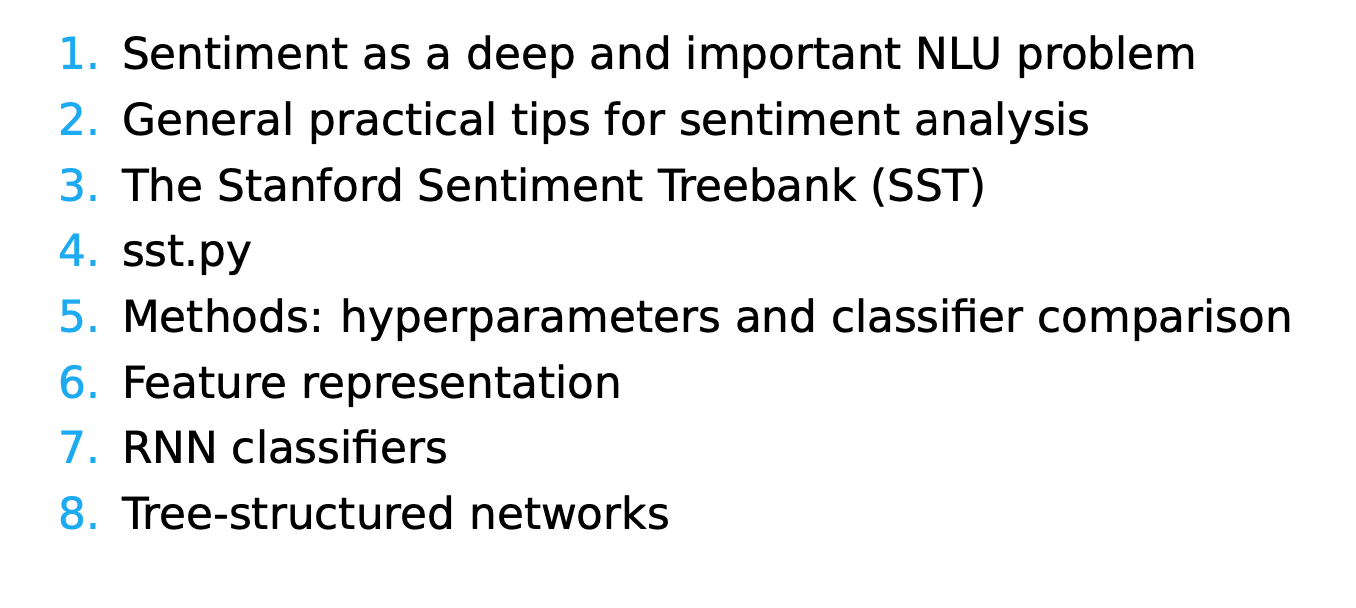 1. Sentiment as a deep and important NLU problem
2. General practical tips for sentiment analysis
3. The Stanford Sentiment Treebank (SST)
4. sst.py
5. Methods: hyperparameters and classifier comparison
6. Feature representation
7. RNN classifiers
8. Tree-structured networks